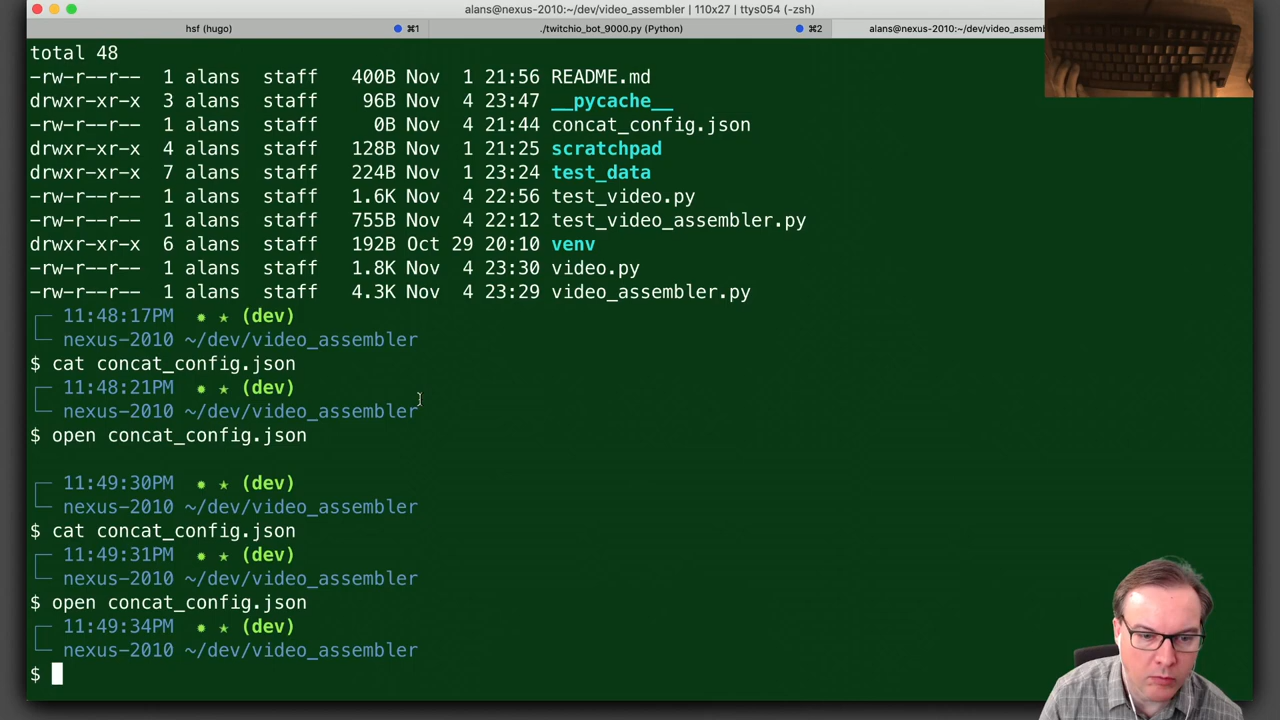 alans@nexus-2010:~/dev/video_assembler | 110x27 | ttys054 (-zsh)
hsf (hugo) ⌘1 ./twitchio_bot_9000.py (Python) ⌘2 alans@nexus-2010:~/dev/video_assemb
total 48
-rw-r--r-- 1 alans staff 400B Nov 1 21:56 README.md
drwxr-xr-x 3 alans staff 96B Nov 4 23:47 __pycache__
-rw-r--r-- 1 alans staff 0B Nov 4 21:44 concat_config.json
drwxr-xr-x 4 alans staff 128B Nov 1 21:25 scratchpad
drwxr-xr-x 7 alans staff 224B Nov 1 23:24 test_data
-rw-r--r-- 1 alans staff 1.6K Nov 4 22:56 test_video.py
-rw-r--r-- 1 alans staff 755B Nov 4 22:12 test_video_assembler.py
drwxr-xr-x 6 alans staff 192B Oct 29 20:10 venv
-rw-r--r-- 1 alans staff 1.8K Nov 4 23:30 video.py
-rw-r--r-- 1 alans staff 4.3K Nov 4 23:29 video_assembler.py
11:48:17PM ✹ ★ (dev)
nexus-2010 ~/dev/video_assembler
$ cat concat_config.json
11:48:21PM ✹ ★ (dev)
nexus-2010 ~/dev/video_assembler
$ open concat_config.json
11:49:30PM ✹ ★ (dev)
nexus-2010 ~/dev/video_assembler
$ cat concat_config.json
11:49:31PM ✹ ★ (dev)
nexus-2010 ~/dev/video_assembler
$ open concat_config.json
11:49:34PM ✹ ★ (dev)
nexus-2010 ~/dev/video_assembler
$